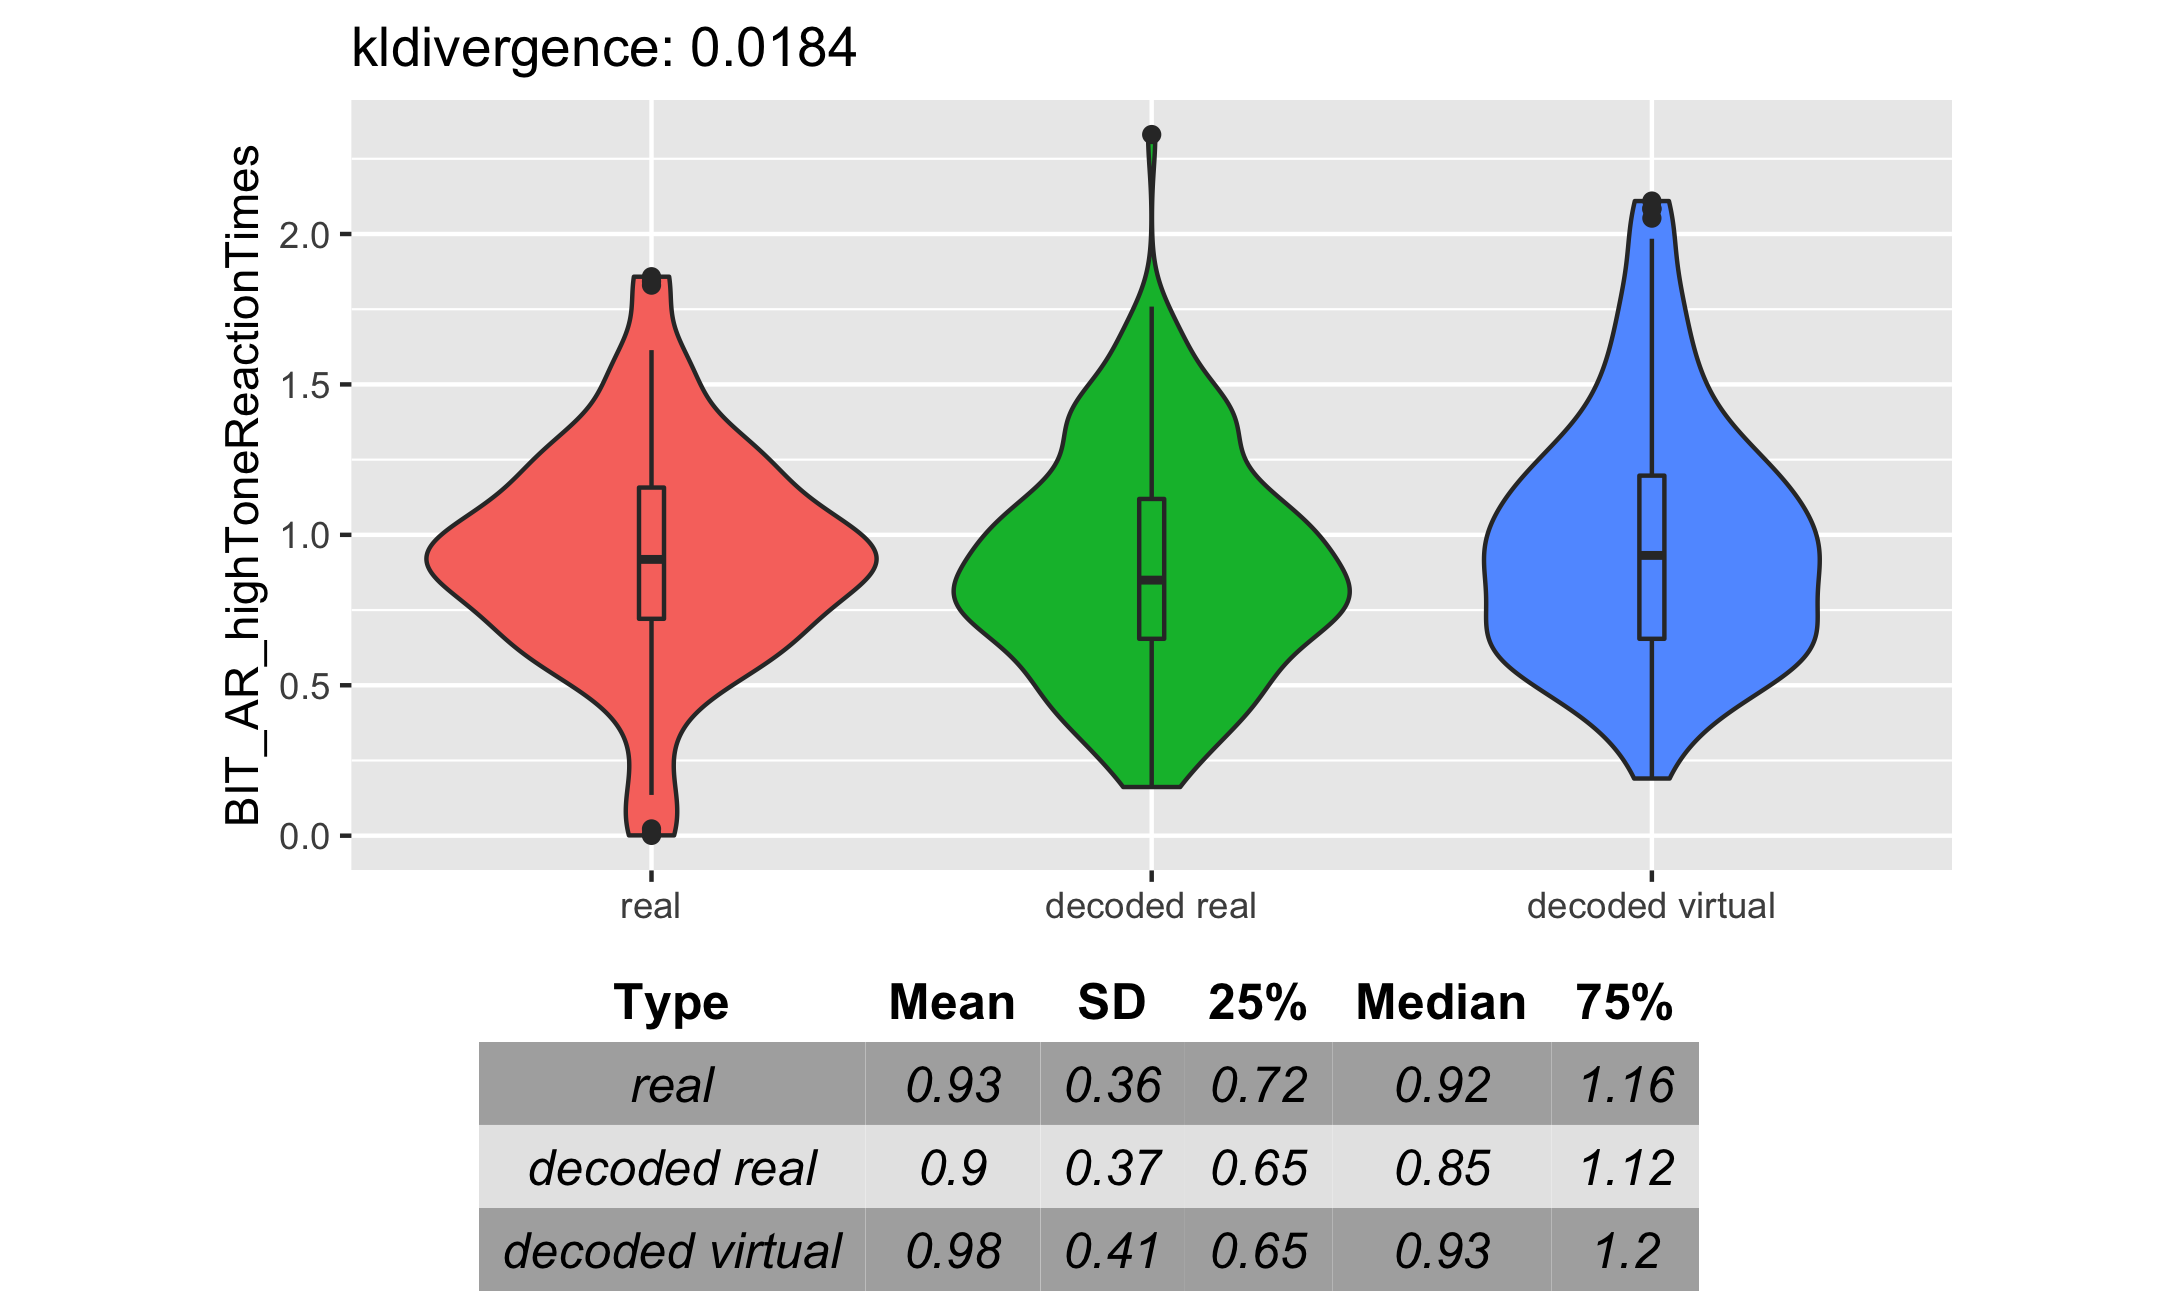 kldivergence: 0.0184
BIT_AR_highToneReactionTimes
2.0
1.5
1.0
0.5
0.0
real decoded real decoded virtual
Type Mean SD 25% Median 75%
real 0.93 0.36 0.72 0.92 1.16
decoded real 0.9 0.37 0.65 0.85 1.12
decoded virtual 0.98 0.41 0.65 0.93 1.2